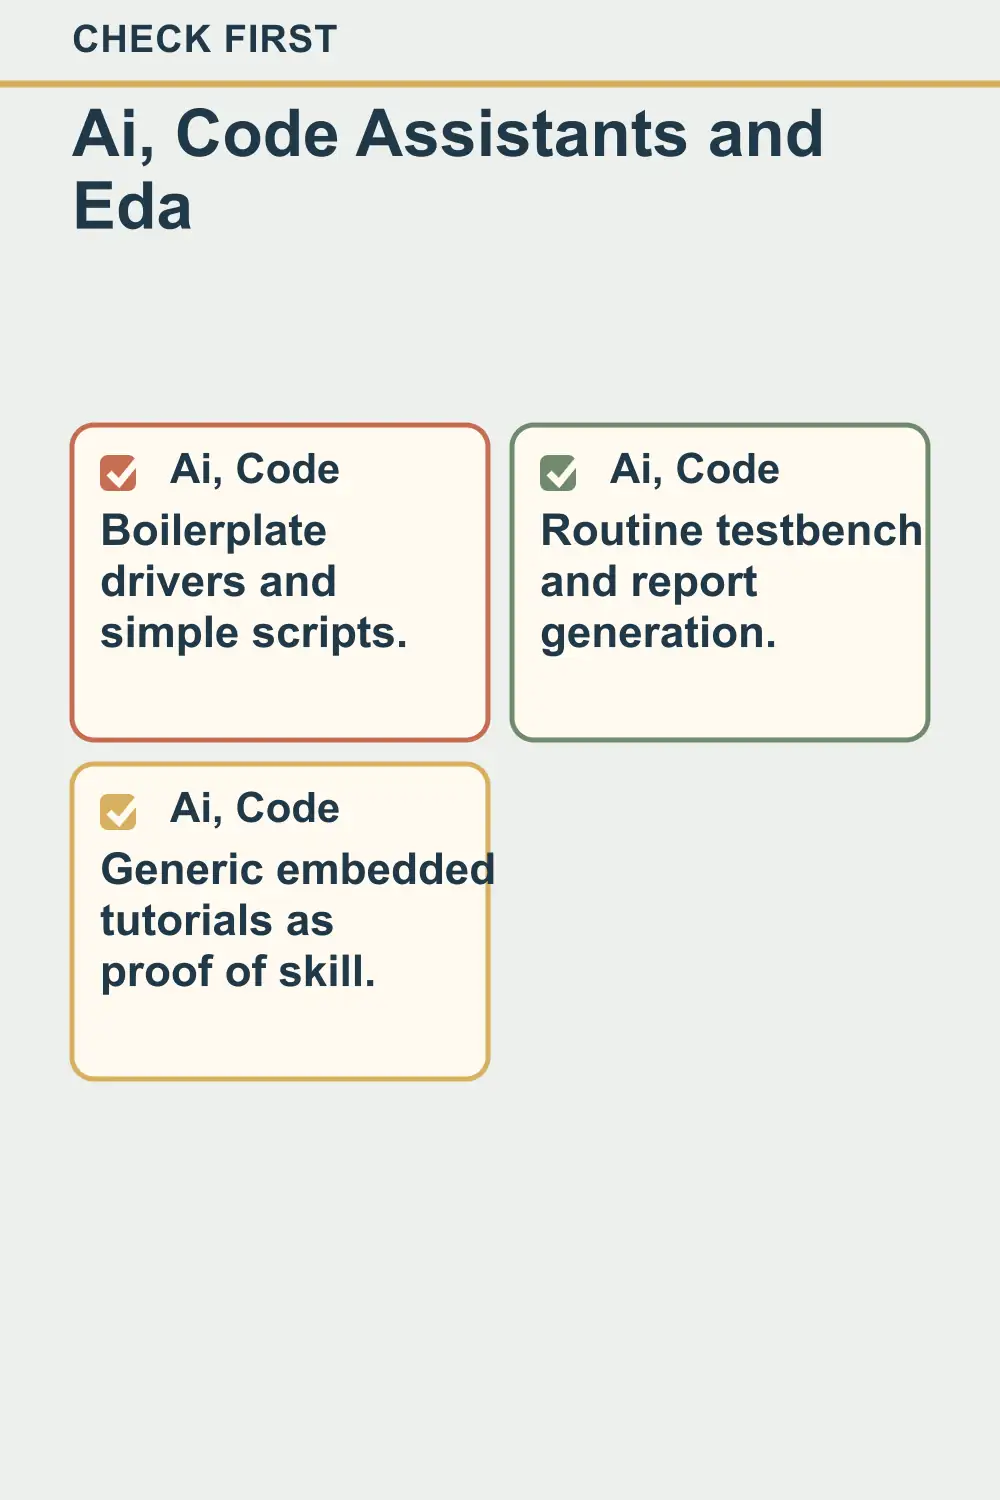 CHECK FIRST
Ai, Code Assistants and
Eda
Ai, Code
Boilerplate
drivers and
simple scripts.
Ai, Code
Routine testbench
and report
generation.
Ai, Code
Generic embedded
tutorials as
proof of skill.